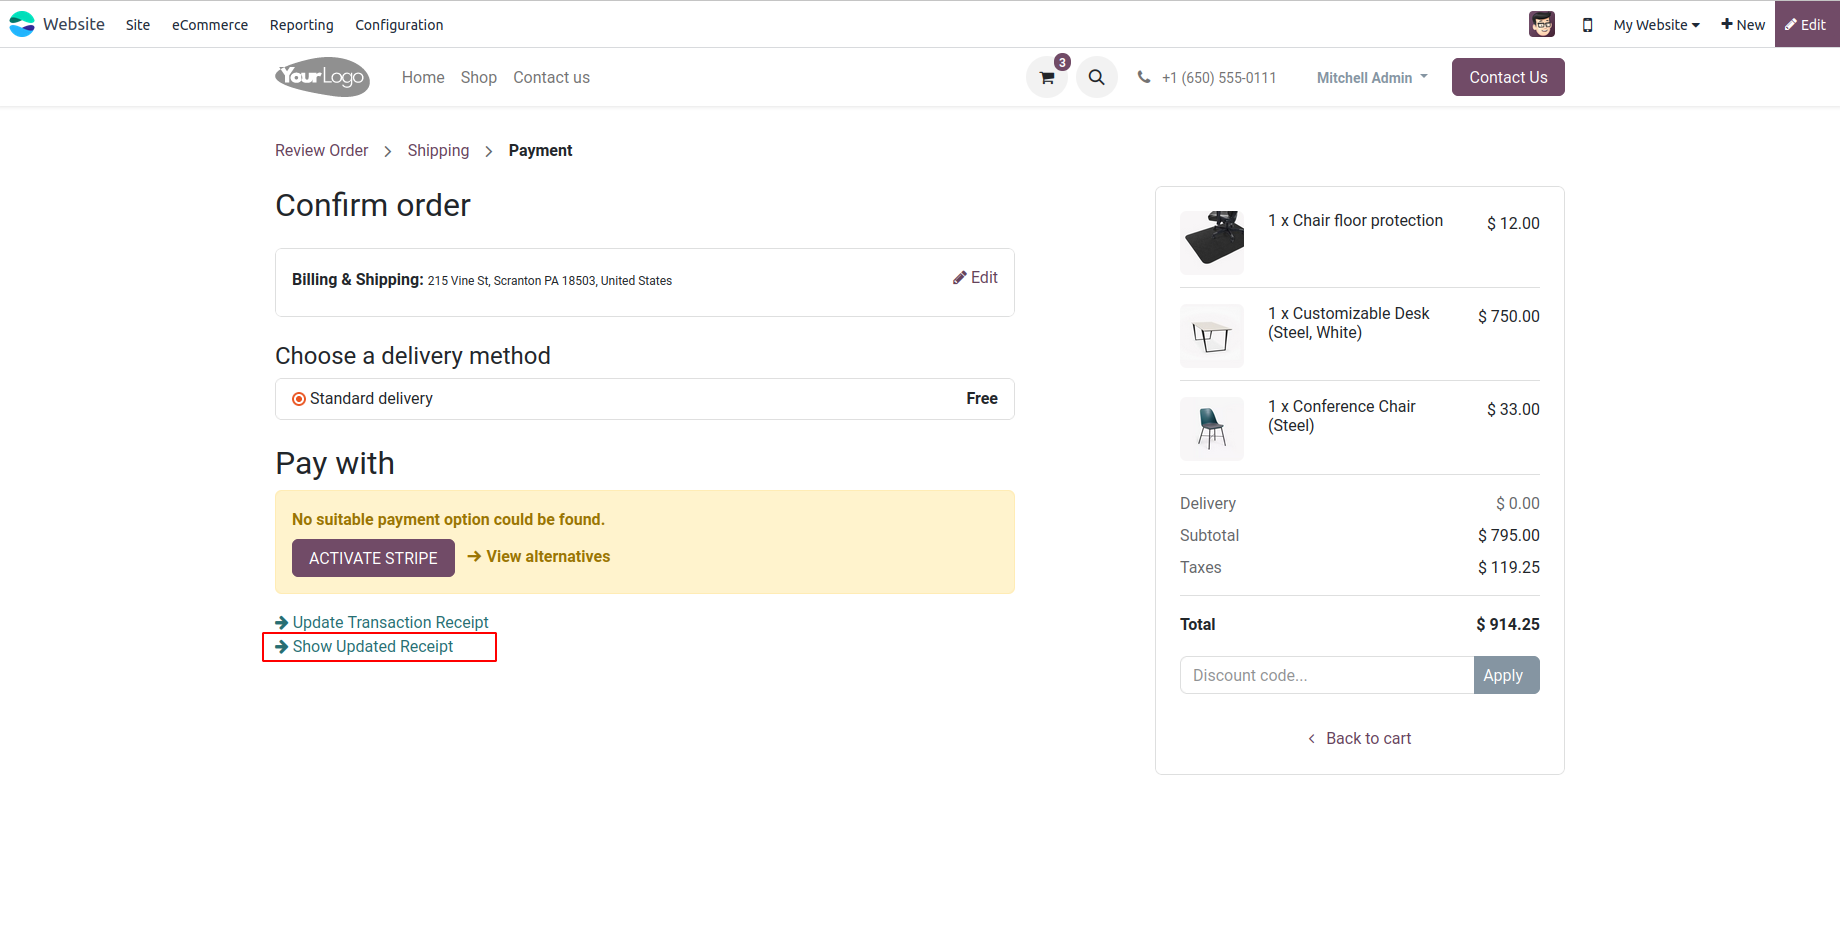 Website Site eCommerce Reporting Configuration My Website New Edit
YourLogo Home Shop Contact us 3 +1 (650) 555-0111 Mitchell Admin Contact Us
Review Order Shipping Payment
Confirm order
Billing & Shipping: 215 Vine St, Scranton PA 18503, United States Edit
Choose a delivery method
Standard delivery Free
Pay with
No suitable payment option could be found.
ACTIVATE STRIPE View alternatives
Update Transaction Receipt
Show Updated Receipt
1 x Chair floor protection $ 12.00
1 x Customizable Desk $ 750.00
(Steel, White)
1 x Conference Chair $ 33.00
(Steel)
Delivery $ 0.00
Subtotal $ 795.00
Taxes $ 119.25
Total $ 914.25
Discount code... Apply
Back to cart